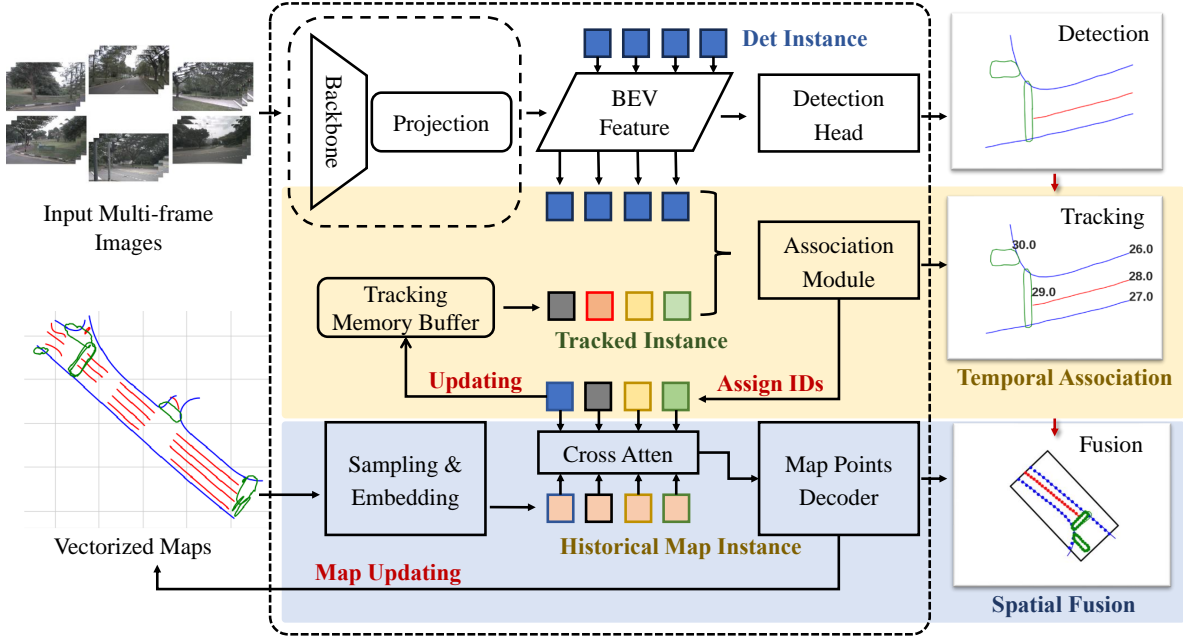 Input Multi-frame
Images
Backbone
Projection
Det Instance
BEV
Feature
Detection
Head
Detection
Tracking
Memory Buffer
Tracked Instance
Association
Module
Tracking
30.0
26.0
29.0
28.0
27.0
Temporal Association
Updating
Assign IDs
Vectorized Maps
Sampling &
Embedding
Cross Atten
Historical Map Instance
Map Points
Decoder
Fusion
Map Updating
Spatial Fusion